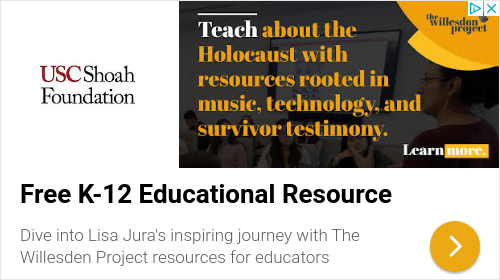 USC Shoah
Foundation
Teach about the
Holocaust with
resources rooted in
music, technology, and
survivor testimony.
the
Willesden
project
Learn more.
Free K-12 Educational Resource
Dive into Lisa Jura's inspiring journey with The
Willesden Project resources for educators